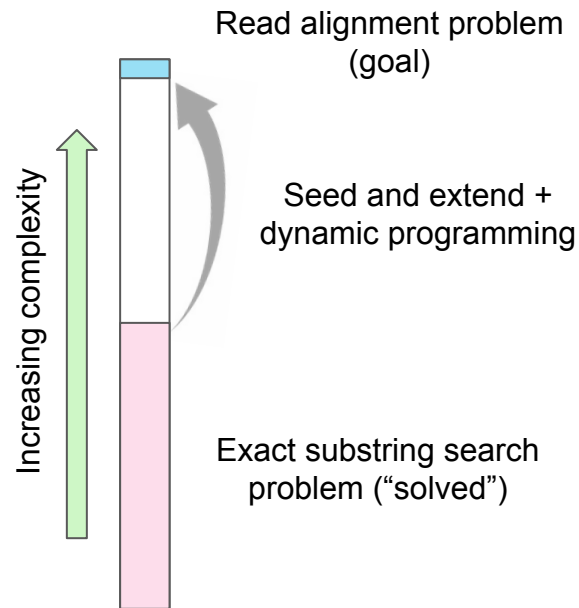 Read alignment problem
(goal)
Increasing complexity
Seed and extend +
dynamic programming
Exact substring search
problem (“solved”)